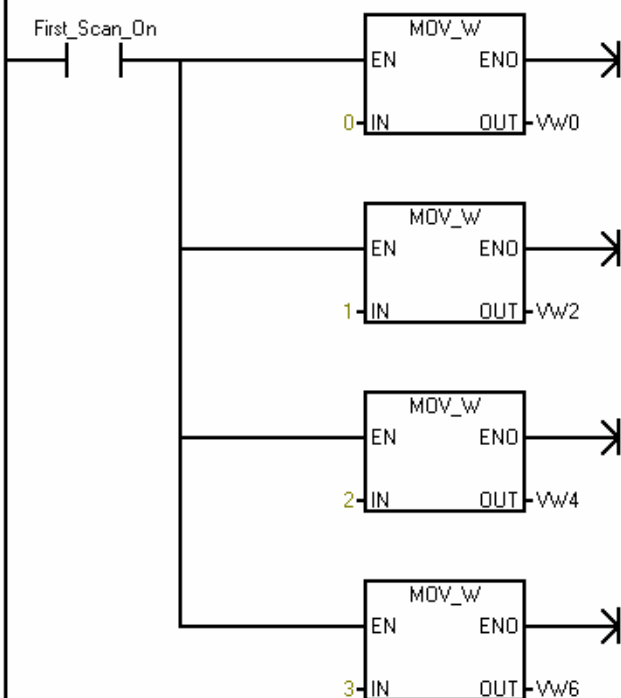 First_Scan_On
MOV_W
EN ENO
0 IN OUT VW0
MOV_W
EN ENO
1 IN OUT VW2
MOV_W
EN ENO
2 IN OUT VW4
MOV_W
EN ENO
3 IN OUT VW6